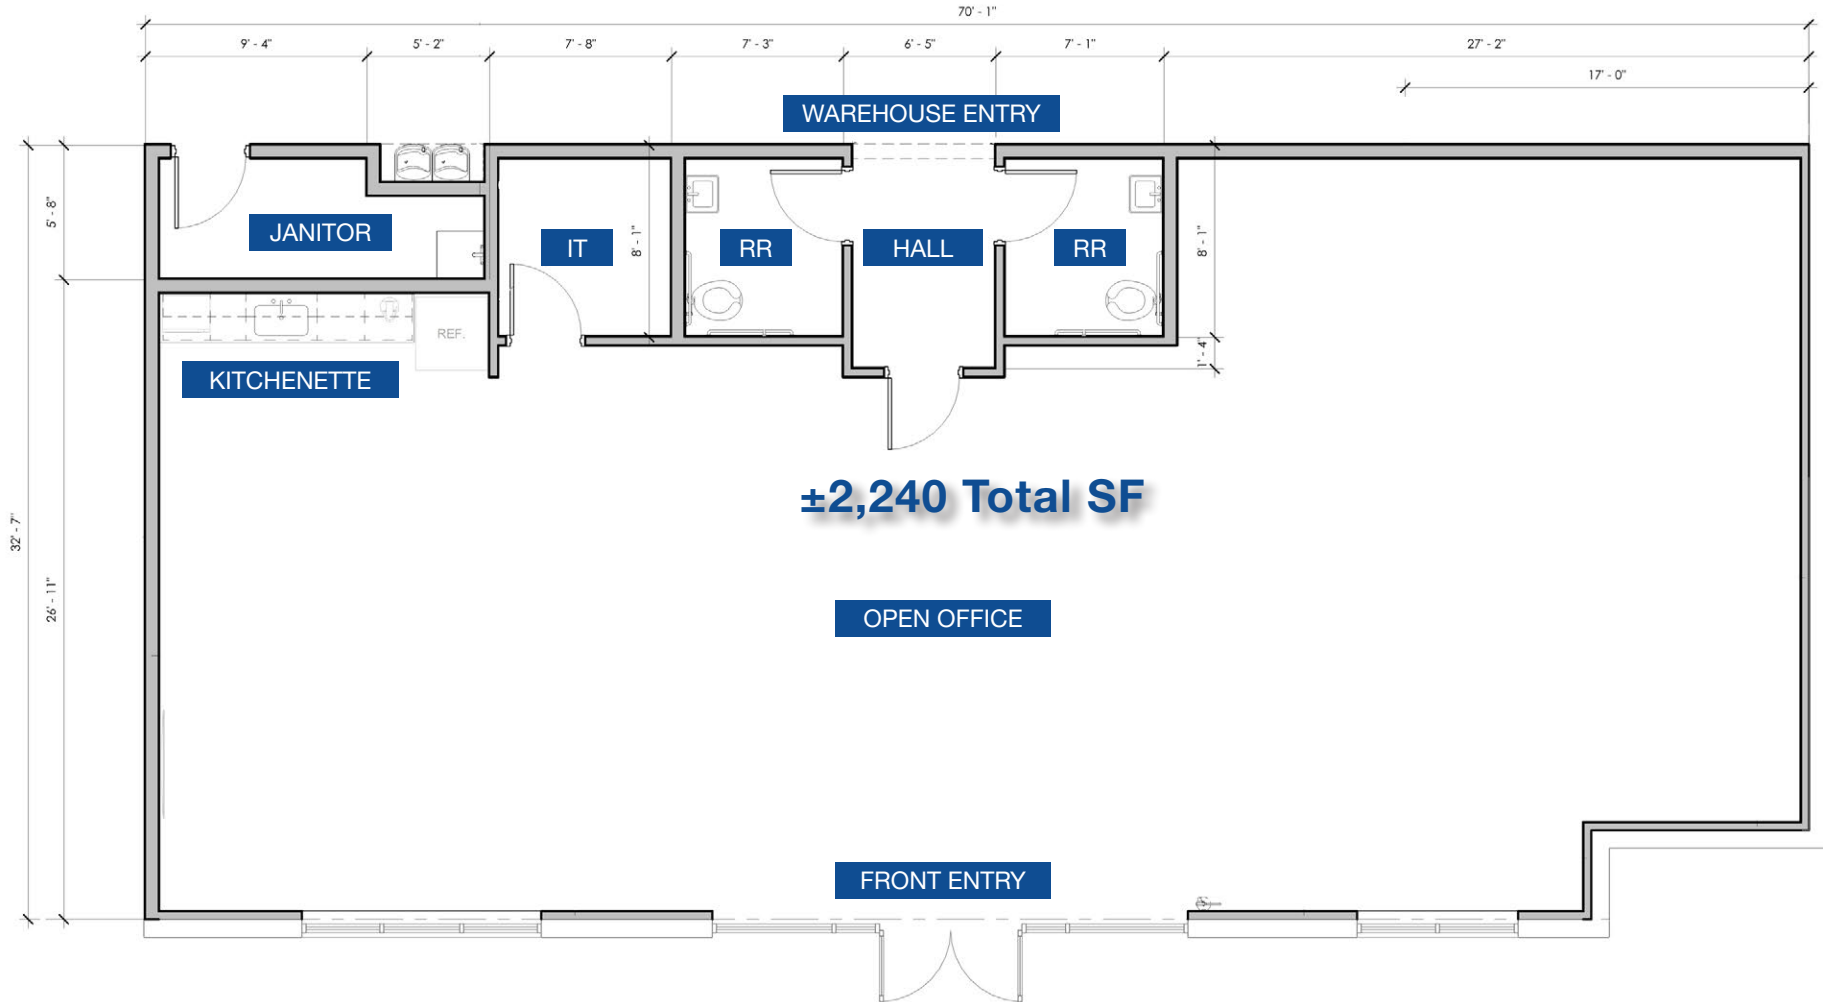 70' - 1"
9' - 4"
5' - 2"
7' - 8"
7' - 3"
6' - 5"
7' - 1"
27' - 2"
17' - 0"
WAREHOUSE ENTRY
5' - 8"
JANITOR
IT
8' - 1"
RR
HALL
RR
8' - 1"
REF.
1' - 4"
KITCHENETTE
±2,240 Total SF
32' - 7"
26' - 11"
OPEN OFFICE
FRONT ENTRY